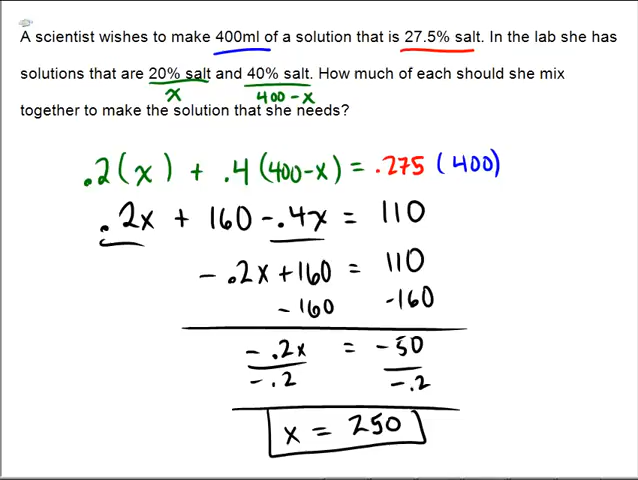 A scientist wishes to make 400ml of a solution that is 27.5% salt. In the lab she has
solutions that are 20% salt and 40% salt. How much of each should she mix
x 400-x
together to make the solution that she needs?
.2(x) + .4(400-x) = .275 (400)
.2x + 160 - .4x = 110
- .2x + 160 = 110
- 160 -160
- .2x = - 50
- .2 - .2
x = 250